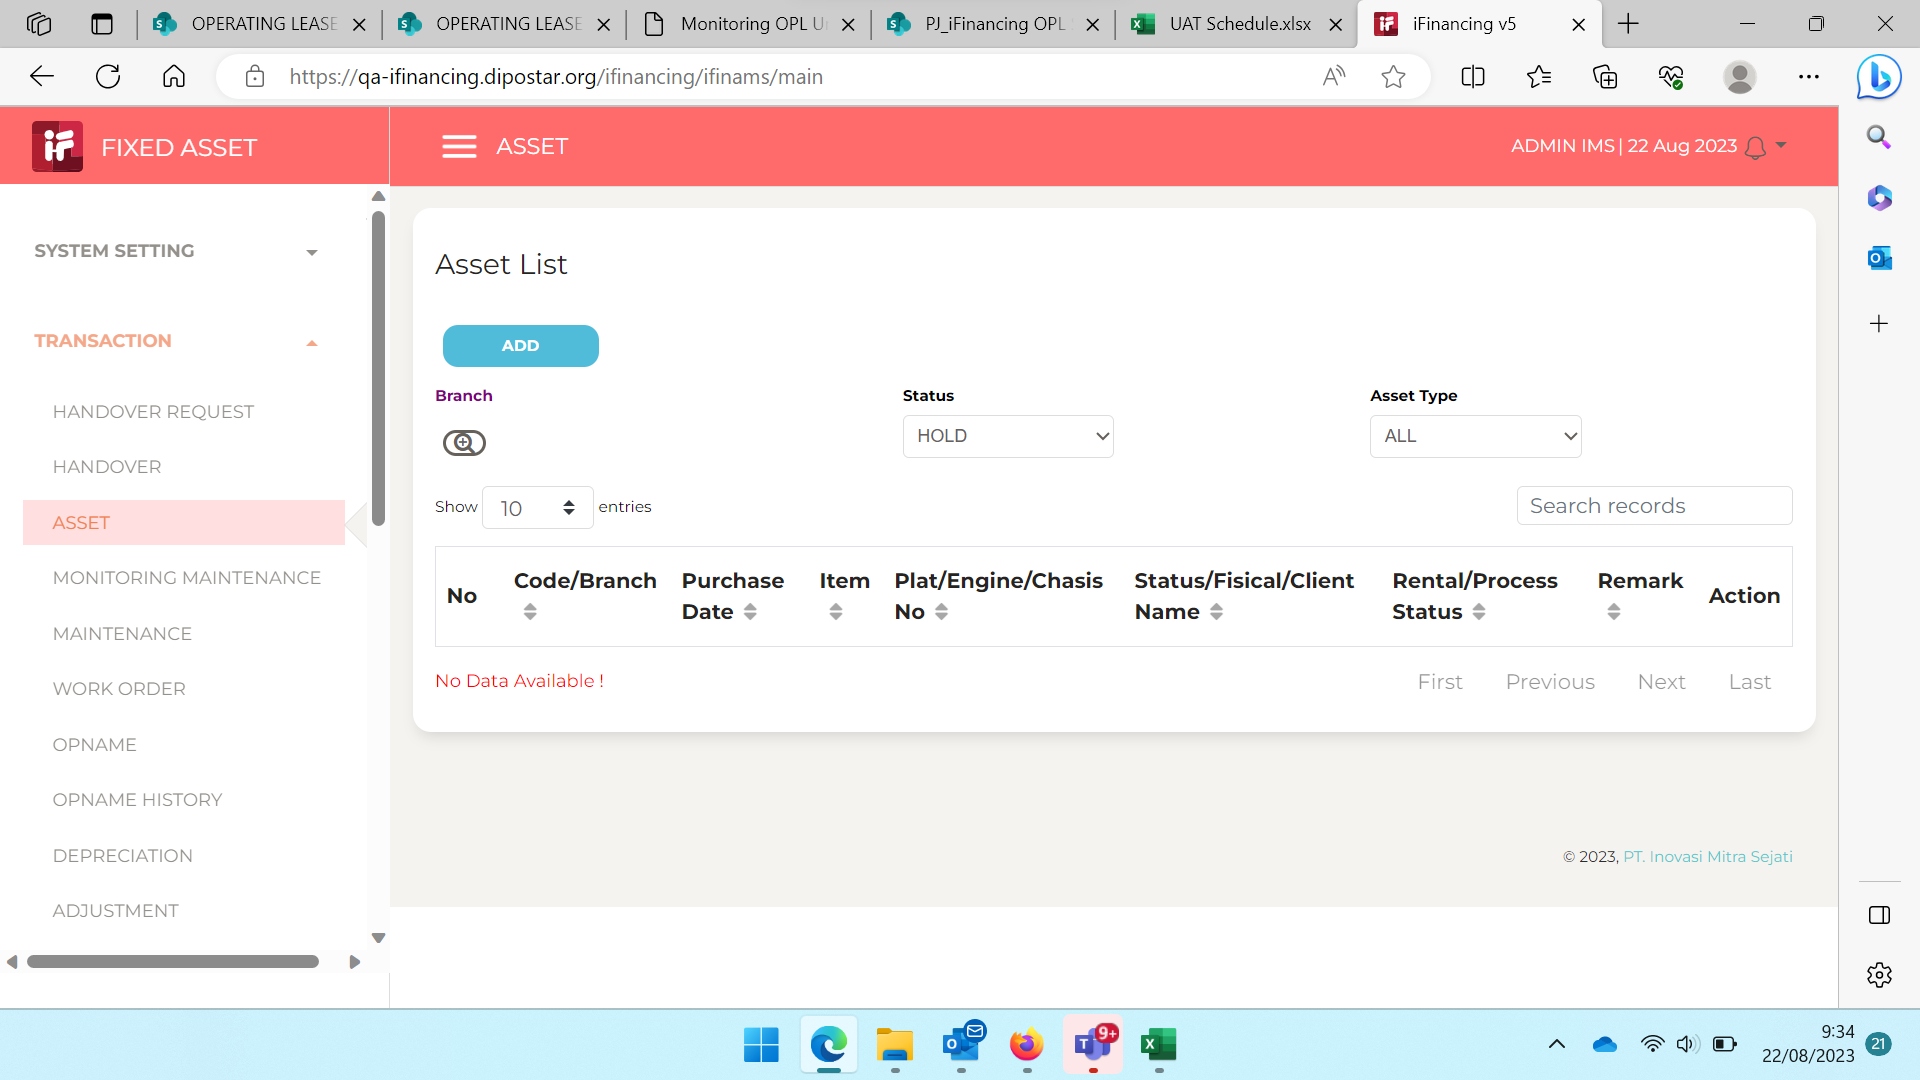 OPERATING LEASE
OPERATING LEASE
Monitoring OPL U
PJ_iFinancing OPL
UAT Schedule.xlsx
iFinancing v5
https://qa-ifinancing.dipostar.org/ifinancing/ifinams/main
iF FIXED ASSET
ASSET
ADMIN IMS | 22 Aug 2023
SYSTEM SETTING
TRANSACTION
HANDOVER REQUEST
HANDOVER
ASSET
MONITORING MAINTENANCE
MAINTENANCE
WORK ORDER
OPNAME
OPNAME HISTORY
DEPRECIATION
ADJUSTMENT
Asset List
ADD
Branch
Status
Asset Type
HOLD
ALL
Show 10 entries
Search records
No
Code/Branch
Purchase Date
Item
Plat/Engine/Chasis No
Status/Fisical/Client Name
Rental/Process Status
Remark
Action
No Data Available !
First Previous Next Last
© 2023, PT. Inovasi Mitra Sejati
9+
9:34
22/08/2023
21